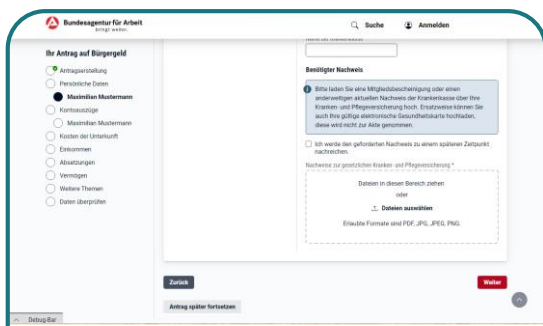 Bundesagentur für Arbeit
bringt weiter.
Suche
Anmelden
Ihr Antrag auf Bürgergeld
Antragserstellung
Persönliche Daten
Maximilian Mustermann
Kontoauszüge
Maximilian Mustermann
Kosten der Unterkunft
Einkommen
Absetzungen
Vermögen
Weitere Themen
Daten überprüfen
Benötigter Nachweis
Bitte laden Sie eine Mitgliedsbescheinigung oder einen
anderweitigen aktuellen Nachweis der Krankenkasse über Ihre
Kranken- und Pflegeversicherung hoch. Ersatzweise können Sie
auch Ihre gültige elektronische Gesundheitskarte hochladen,
diese wird nicht zur Akte genommen.
Ich werde den geforderten Nachweis zu einem späteren Zeitpunkt
nachreichen.
Nachweise zur gesetzlichen Kranken- und Pflegeversicherung *
Dateien in diesen Bereich ziehen
oder
Dateien auswählen
Erlaubte Formate sind PDF, JPG, JPEG, PNG.
Zurück
Weiter
Antrag später fortsetzen
Debug-Bar